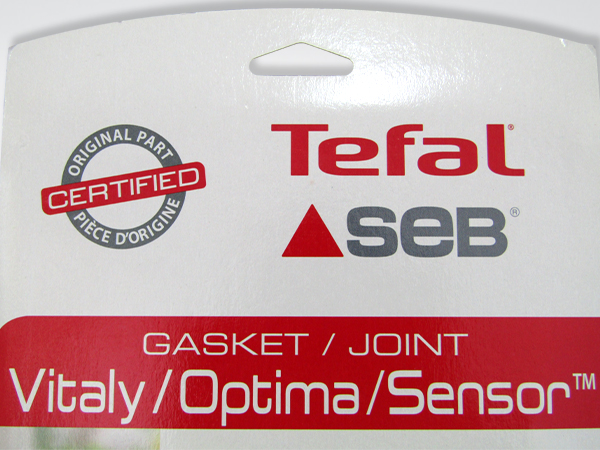 ORIGINAL PART
CERTIFIED
PIÈCE D'ORIGINE
Tefal®
SEB®
GASKET / JOINT
Vitaly/Optima/Sensor™